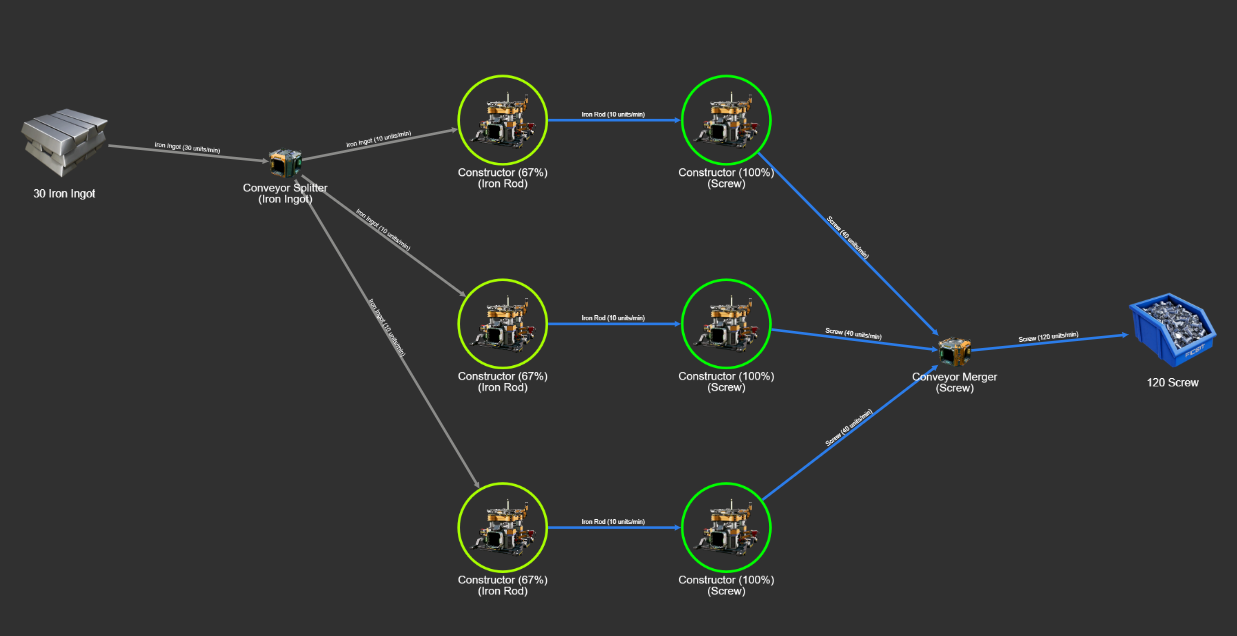 30 Iron Ingot
Iron Ingot (30 units/min)
Conveyor Splitter
(Iron Ingot)
Iron Ingot (10 units/min)
Iron Ingot (10 units/min)
Iron Ingot (10 units/min)
Constructor (67%)
(Iron Rod)
Iron Rod (10 units/min)
Constructor (100%)
(Screw)
Screw (40 units/min)
Constructor (67%)
(Iron Rod)
Iron Rod (10 units/min)
Constructor (100%)
(Screw)
Screw (40 units/min)
Constructor (67%)
(Iron Rod)
Iron Rod (10 units/min)
Constructor (100%)
(Screw)
Screw (40 units/min)
Conveyor Merger
(Screw)
Screw (120 units/min)
FICSIT
120 Screw